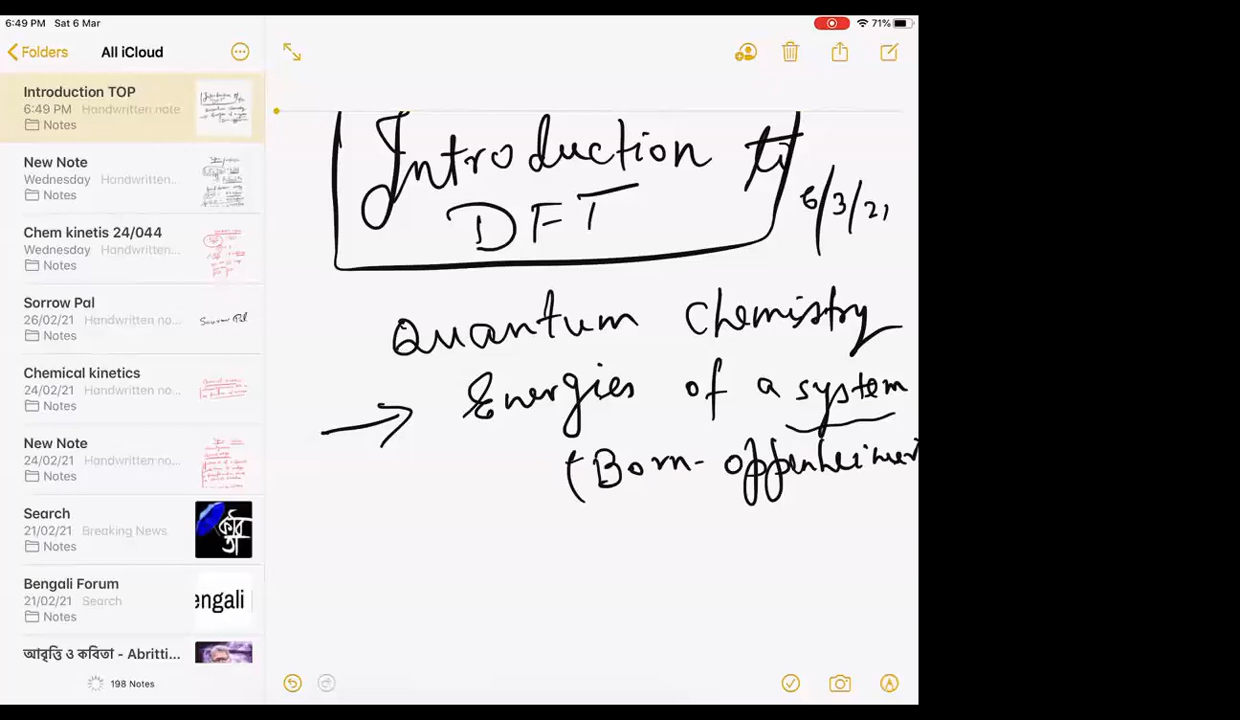 6:49 PM Sat 6 Mar
71%
Folders
All iCloud
Introduction TOP
6:49 PM Handwritten note
Notes
New Note
Wednesday Handwritten..
Notes
Chem kinetis 24/044
Wednesday Handwritten..
Notes
Sorrow Pal
26/02/21 Handwritten no...
Notes
Chemical kinetics
24/02/21 Handwritten no...
Notes
New Note
24/02/21 Handwritten no...
Notes
Search
21/02/21 Breaking News
Notes
Bengali Forum
21/02/21 Search
Notes
আবৃত্তি ও কবিতা - Abritti...
198 Notes
কবি
তা
engali
Introduction to
DFT
6/3/21
Quantum Chemistry
Energies of a system
(Born-oppenheimer